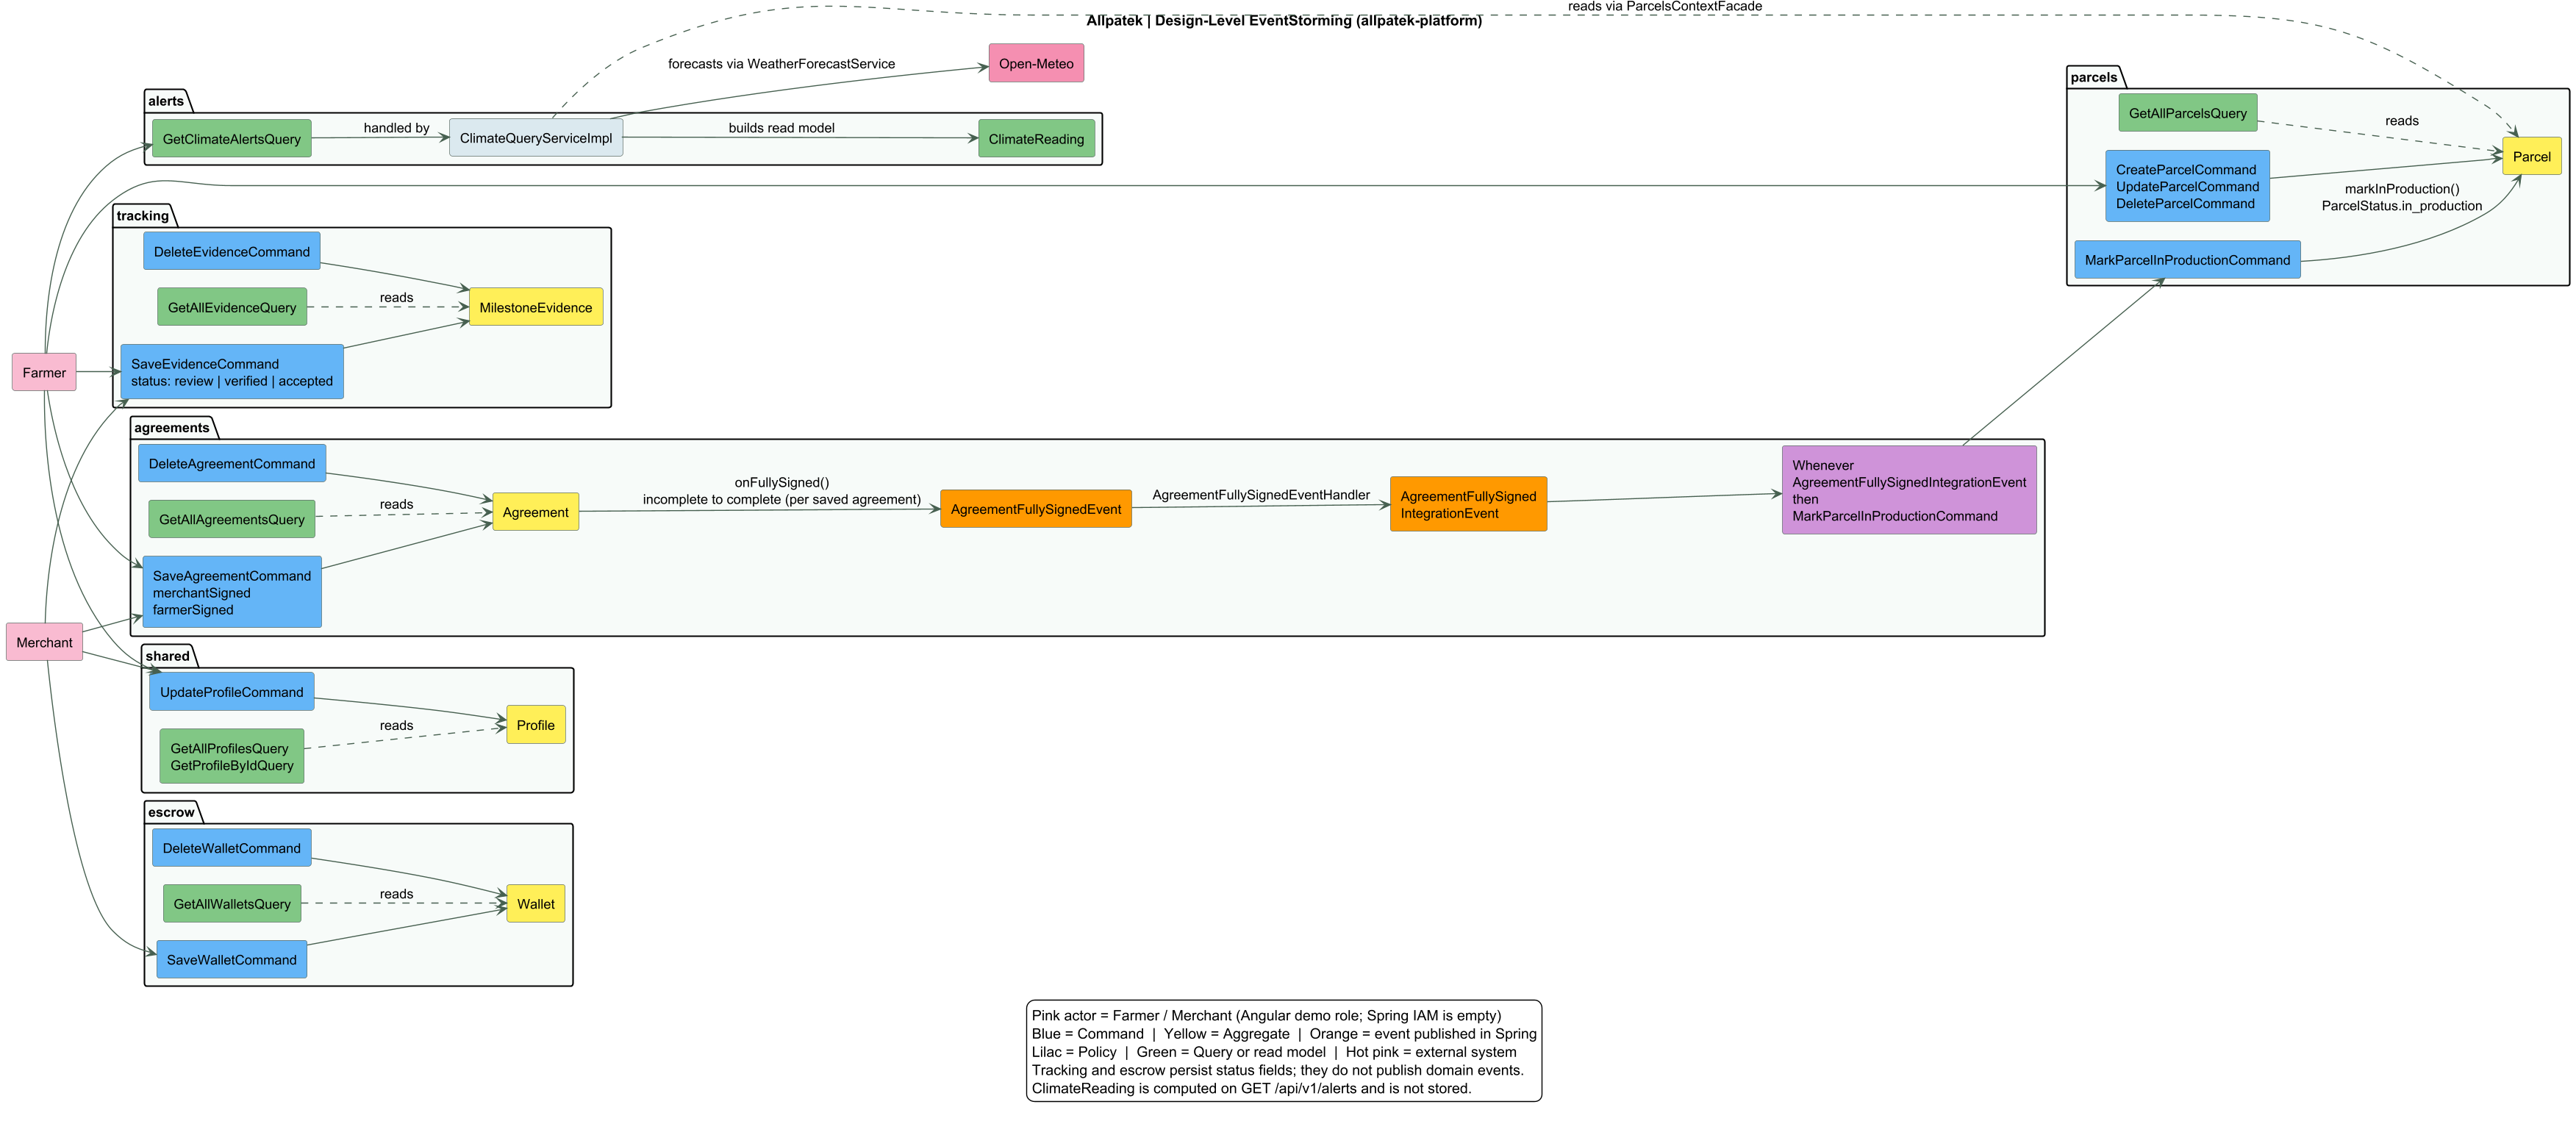 reads via ParcelsContextFacade
Allpatek | Design-Level EventStorming (allpatek-platform)
Open-Meteo
forecasts via WeatherForecastService
alerts
GetClimateAlertsQuery
handled by
ClimateQueryServiceImpl
builds read model
ClimateReading
parcels
GetAllParcelsQuery
reads
Parcel
CreateParcelCommand
UpdateParcelCommand
DeleteParcelCommand
markInProduction()
ParcelStatus.in_production
MarkParcelInProductionCommand
tracking
DeleteEvidenceCommand
GetAllEvidenceQuery
reads
MilestoneEvidence
SaveEvidenceCommand
status: review | verified | accepted
Farmer
agreements
DeleteAgreementCommand
GetAllAgreementsQuery
reads
Agreement
onFullySigned()
incomplete to complete (per saved agreement)
AgreementFullySignedEvent
AgreementFullySignedEventHandler
AgreementFullySigned
IntegrationEvent
Whenever
AgreementFullySignedIntegrationEvent
then
MarkParcelInProductionCommand
SaveAgreementCommand
merchantSigned
farmerSigned
Merchant
shared
UpdateProfileCommand
reads
Profile
GetAllProfilesQuery
GetProfileByIdQuery
escrow
DeleteWalletCommand
GetAllWalletsQuery
reads
Wallet
SaveWalletCommand
Pink actor = Farmer / Merchant (Angular demo role; Spring IAM is empty)
Blue = Command | Yellow = Aggregate | Orange = event published in Spring
Lilac = Policy | Green = Query or read model | Hot pink = external system
Tracking and escrow persist status fields; they do not publish domain events.
ClimateReading is computed on GET /api/v1/alerts and is not stored.